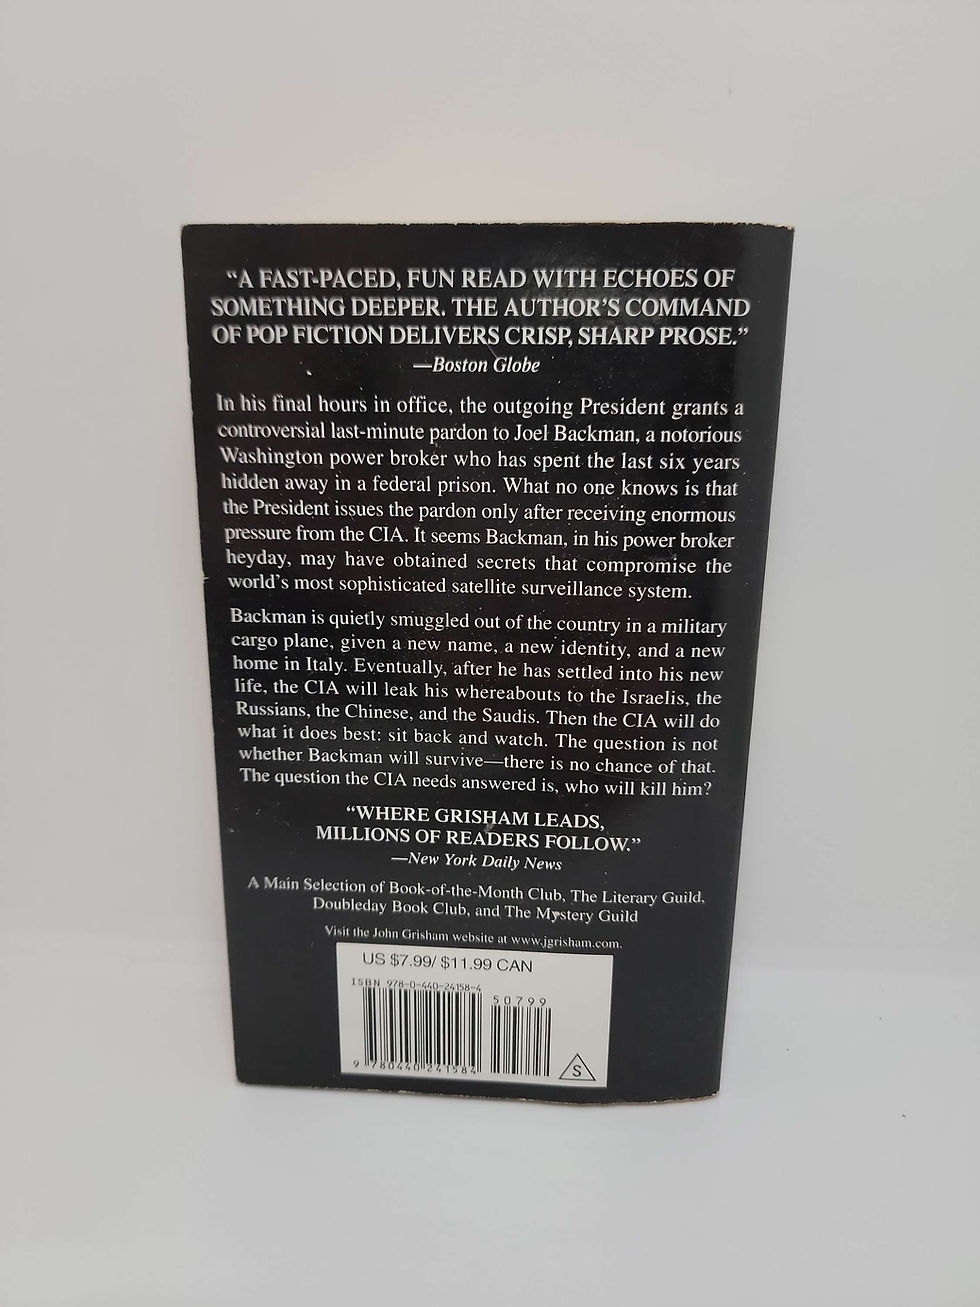 “A FAST-PACED, FUN READ WITH ECHOES OF
SOMETHING DEEPER. THE AUTHOR’S COMMAND
OF POP FICTION DELIVERS CRISP, SHARP PROSE.”
—Boston Globe
In his final hours in office, the outgoing President grants a
controversial last-minute pardon to Joel Backman, a notorious
Washington power broker who has spent the last six years
hidden away in a federal prison. What no one knows is that
the President issues the pardon only after receiving enormous
pressure from the CIA. It seems Backman, in his power broker
heyday, may have obtained secrets that compromise the
world’s most sophisticated satellite surveillance system.
Backman is quietly smuggled out of the country in a military
cargo plane, given a new name, a new identity, and a new
home in Italy. Eventually, after he has settled into his new
life, the CIA will leak his whereabouts to the Israelis, the
Russians, the Chinese, and the Saudis. Then the CIA will do
what it does best: sit back and watch. The question is not
whether Backman will survive—there is no chance of that.
The question the CIA needs answered is, who will kill him?
“WHERE GRISHAM LEADS,
MILLIONS OF READERS FOLLOW.”
—New York Daily News
A Main Selection of Book-of-the-Month Club, The Literary Guild,
Doubleday Book Club, and The Mystery Guild
Visit the John Grisham website at www.jgrisham.com.
US $7.99/ $11.99 CAN
ISBN 978-0-440-24158-4
50799
9 780440 241584
S